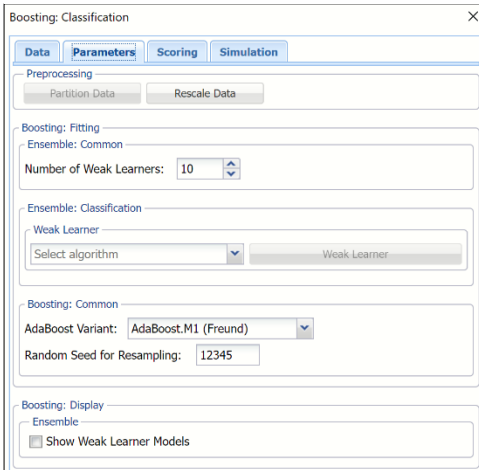 Boosting: Classification
Data Parameters Scoring Simulation
Preprocessing
Partition Data Rescale Data
Boosting: Fitting
Ensemble: Common
Number of Weak Learners: 10
Ensemble: Classification
Weak Learner
Select algorithm Weak Learner
Boosting: Common
AdaBoost Variant: AdaBoost.M1 (Freund)
Random Seed for Resampling: 12345
Boosting: Display
Ensemble
Show Weak Learner Models